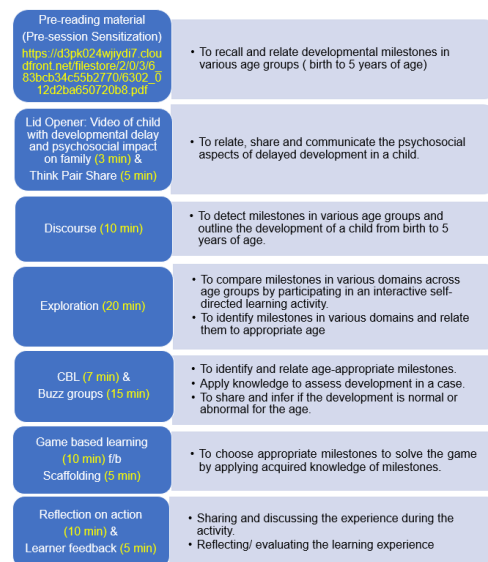 Pre-reading material
(Pre-session Sensitization)
https://d3pk024wjiydi7.clou
dfront.net/filestore/2/0/3/6_
83bcb34c55b2770/6302_0
12d2ba650720b8.pdf
• To recall and relate developmental milestones in
various age groups ( birth to 5 years of age)
Lid Opener: Video of child
with developmental delay
and psychosocial impact
on family (3 min) &
Think Pair Share (5 min)
• To relate, share and communicate the psychosocial
aspects of delayed development in a child.
Discourse (10 min)
• To detect milestones in various age groups and
outline the development of a child from birth to 5
years of age.
Exploration (20 min)
• To compare milestones in various domains across
age groups by participating in an interactive self-
directed learning activity.
• To identify milestones in various domains and relate
them to appropriate age
CBL (7 min) &
Buzz groups (15 min)
• To identify and relate age-appropriate milestones.
• Apply knowledge to assess development in a case.
• To share and infer if the development is normal or
abnormal for the age.
Game based learning
(10 min) f/b
Scaffolding (5 min)
• To choose appropriate milestones to solve the game
by applying acquired knowledge of milestones.
Reflection on action
(10 min) &
Learner feedback (5 min)
• Sharing and discussing the experience during the
activity.
• Reflecting/ evaluating the learning experience